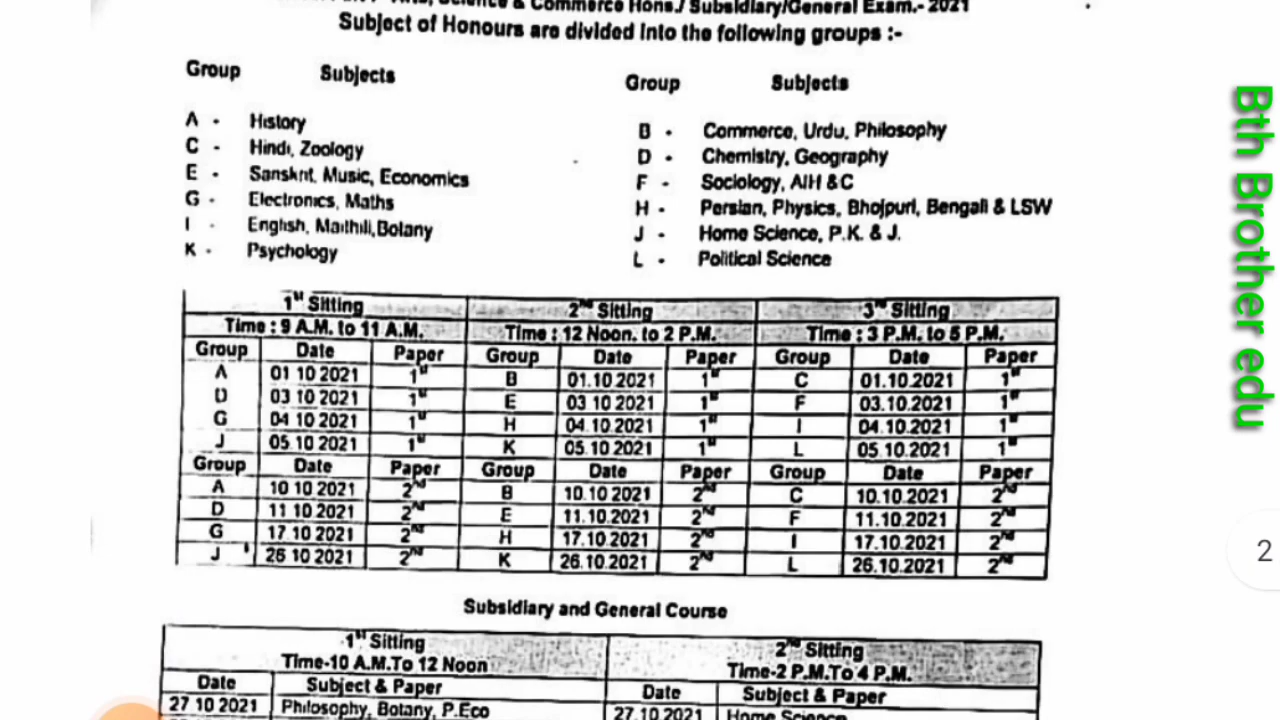 & Commerce Hons./ Subsidiary/General Exam.- 2021
Subject of Honours are divided into the following groups :-
Group Subjects Group Subjects
A - History B - Commerce, Urdu, Philosophy
C - Hindi, Zoology D - Chemistry, Geography
E - Sanskrit, Music, Economics F - Sociology, AIH &C
G - Electronics, Maths H - Persian, Physics, Bhojpuri, Bengali & LSW
I - English, Maithili,Botany J - Home Science, P.K. & J.
K - Psychology L - Political Science
1st Sitting 2nd Sitting 3rd Sitting
Time : 9 A.M. to 11 A.M. Time : 12 Noon. to 2 P.M. Time : 3 P.M. to 5 P.M.
Group Date Paper Group Date Paper Group Date Paper
A 01 10 2021 1st B 01.10 2021 1st C 01.10.2021 1st
D 03 10 2021 1st E 03 10 2021 1st F 03.10.2021 1st
G 04 10 2021 1st H 04.10 2021 1st I 04.10.2021 1st
J 05 10 2021 1st K 05 10 2021 1st L 05 10.2021 1st
Group Date Paper Group Date Paper Group Date Paper
A 10 10 2021 2nd B 10.10 2021 2nd C 10.10.2021 2nd
D 11 10 2021 2nd E 11.10.2021 2nd F 11.10.2021 2nd
G 17 10 2021 2nd H 17.10.2021 2nd I 17.10.2021 2nd
J 26 10 2021 2nd K 26.10.2021 2nd L 26.10.2021 2nd
Subsidiary and General Course
1st Sitting 2nd Sitting
Time-10 A.M.To 12 Noon Time-2 P.M.To 4 P.M.
Date Subject & Paper Date Subject & Paper
27 10 2021 Philosophy, Botany, P.Eco 27.10.2021 Home Science
Bth Brother edu
2